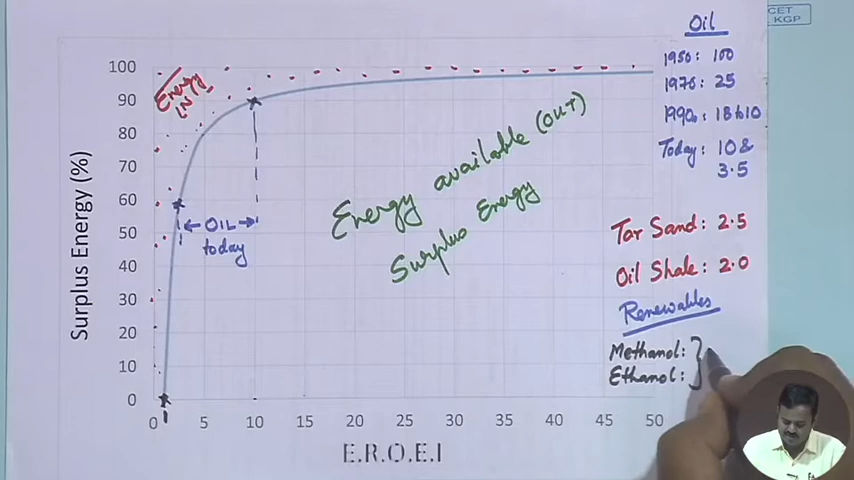 CET
KGP
Oil
1950: 100
1970: 25
1990s: 18 to 10
Today: 10 &
3.5
Tar Sand: 2.5
Oil Shale: 2.0
Renewables
Methanol:
Ethanol:
Energy
IN
Energy available (OUT)
Surplus Energy
OIL
today
Surplus Energy (%)
100
90
80
70
60
50
40
30
20
10
0
0 5 10 15 20 25 30 35 40 45 50
E.R.O.E.I